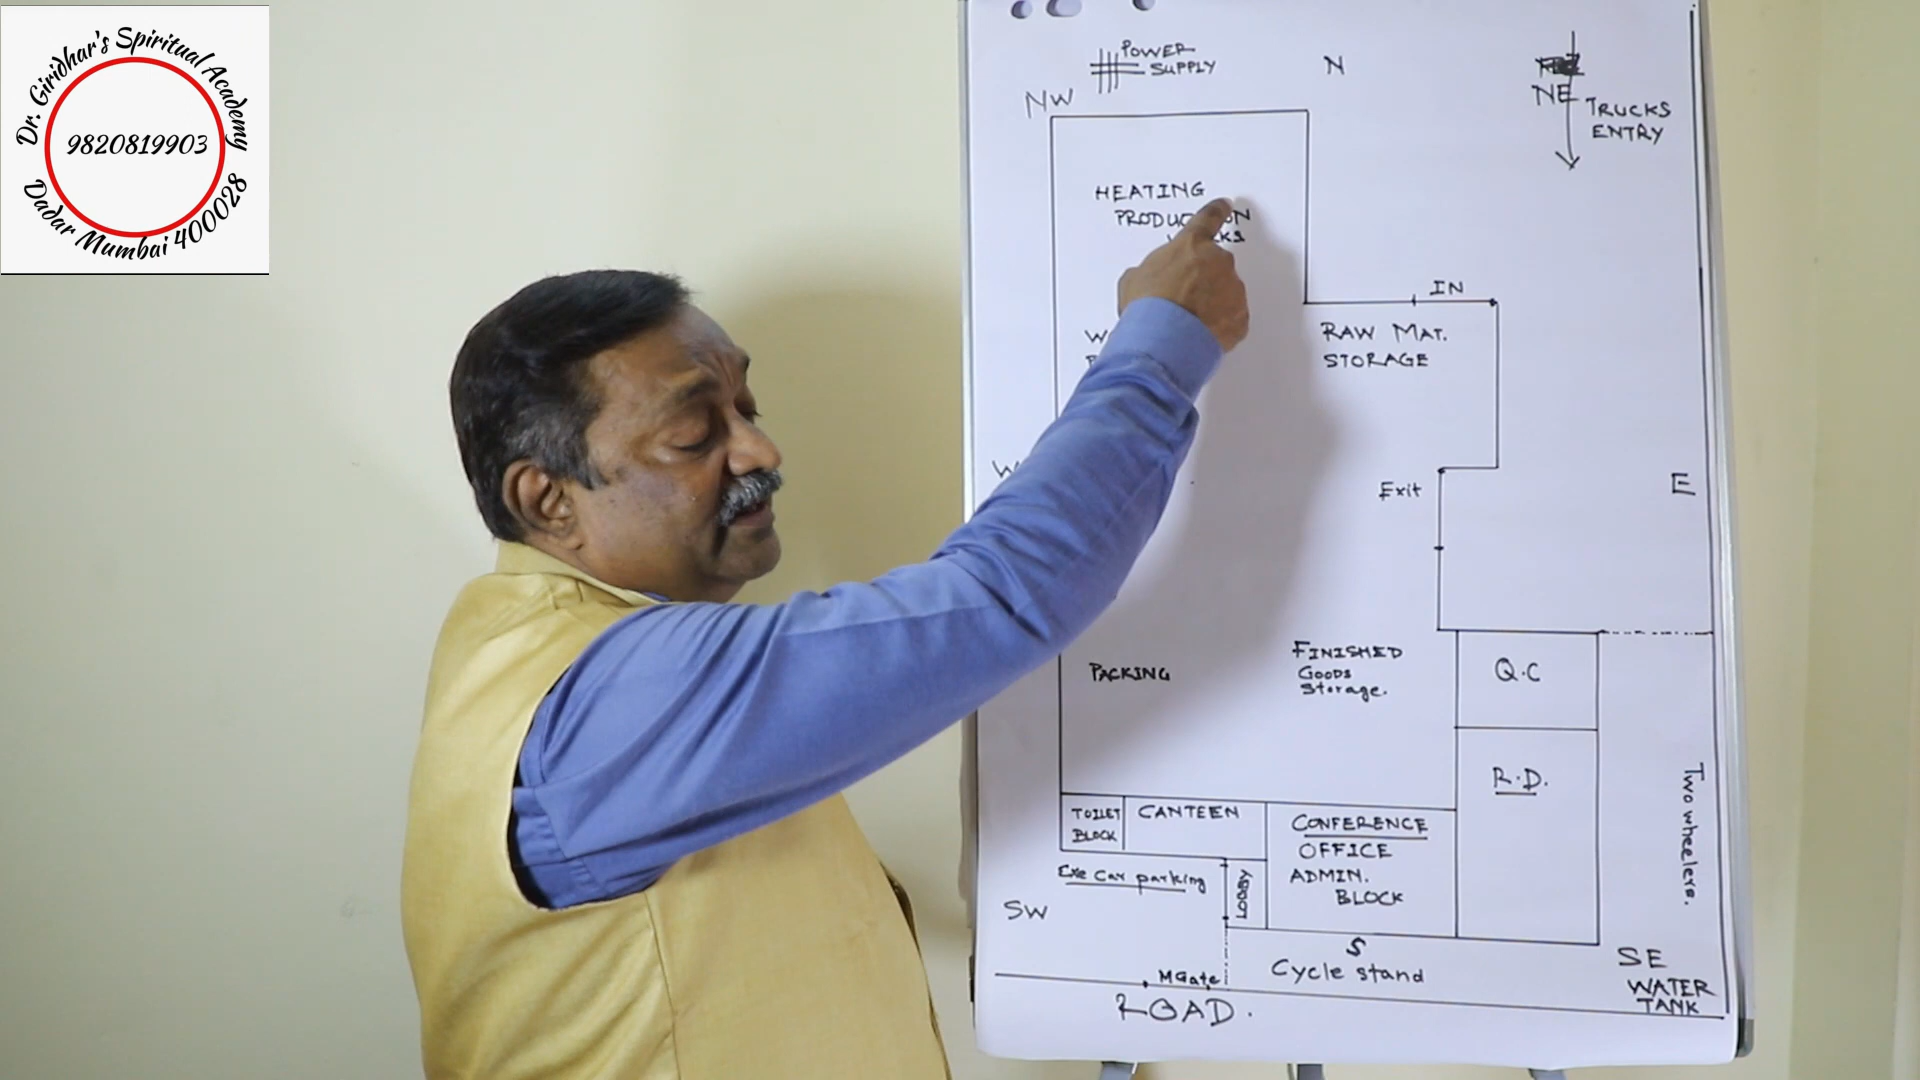 Dr. Giridhar's Spiritual Academy
9820819903
Dadar Mumbai 400028
POWER
SUPPLY
N
NW
NE
TRUCKS
ENTRY
HEATING
IN
RAW MAT.
STORAGE
Exit
E
PACKING
FINISHED
GOODS
Storage.
Q.C
R.D.
Two wheelers.
TOILET
BLOCK
CANTEEN
CONFERENCE
OFFICE
ADMIN.
BLOCK
LOBBY
Exe car parking
SW
S
Cycle stand
SE
WATER
TANK
MGate
ROAD.